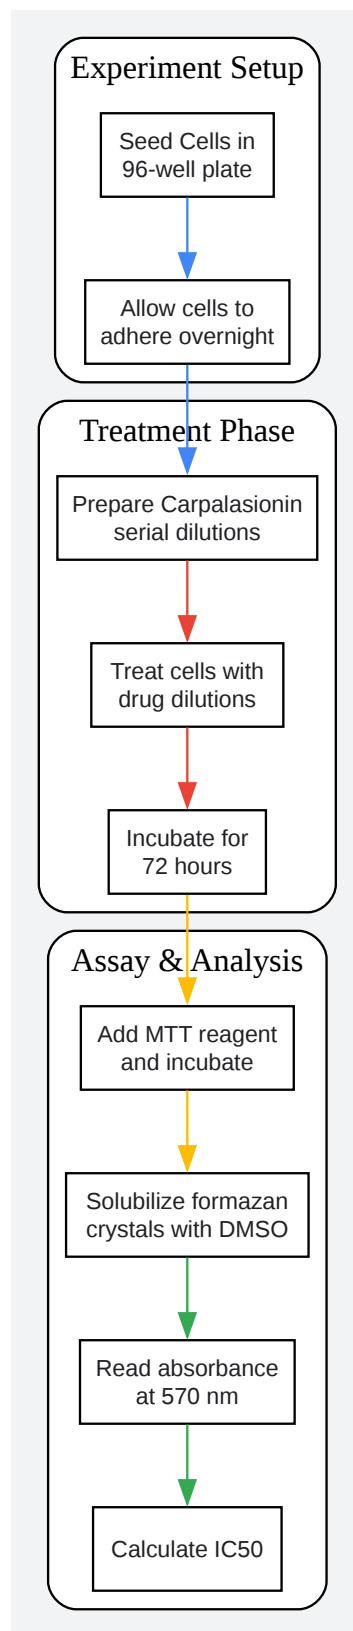 Experiment Setup
Seed Cells in
96-well plate
Allow cells to
adhere overnight
Treatment Phase
Prepare Carpalasionin
serial dilutions
Treat cells with
drug dilutions
Incubate for
72 hours
Assay & Analysis
Add MTT reagent
and incubate
Solubilize formazan
crystals with DMSO
Read absorbance
at 570 nm
Calculate IC50